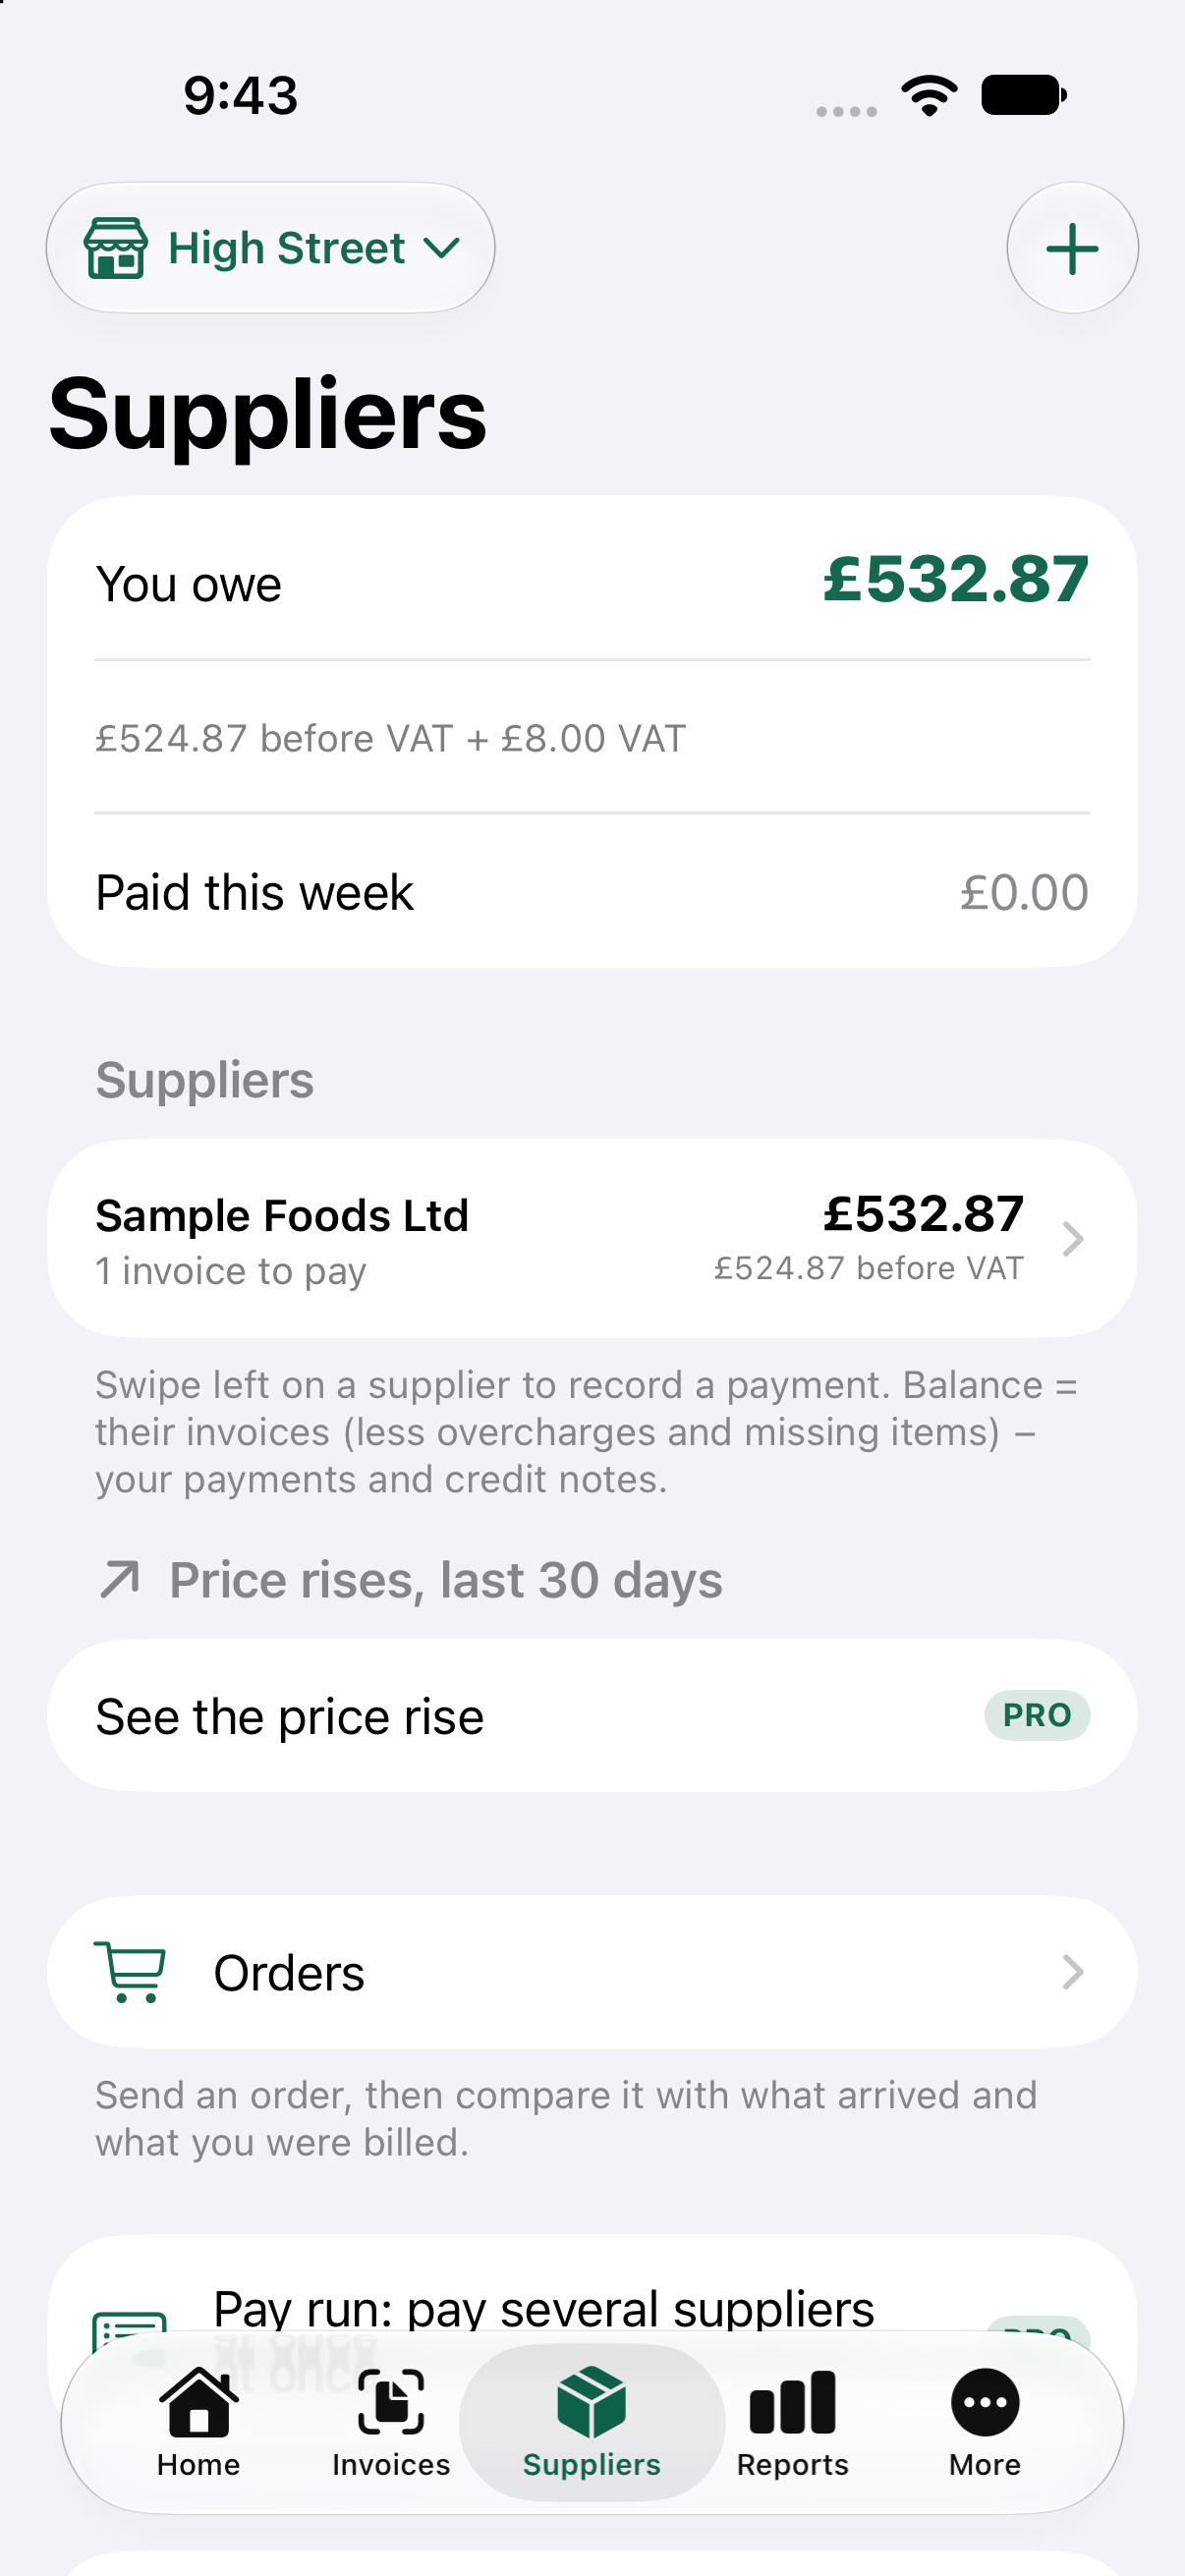 9:43
High Street
Suppliers
You owe £532.87
£524.87 before VAT + £8.00 VAT
Paid this week £0.00
Suppliers
Sample Foods Ltd £532.87
1 invoice to pay £524.87 before VAT
Swipe left on a supplier to record a payment. Balance =
their invoices (less overcharges and missing items) –
your payments and credit notes.
Price rises, last 30 days
See the price rise PRO
Orders
Send an order, then compare it with what arrived and
what you were billed.
Pay run: pay several suppliers
at once PRO
Home Invoices Suppliers Reports More